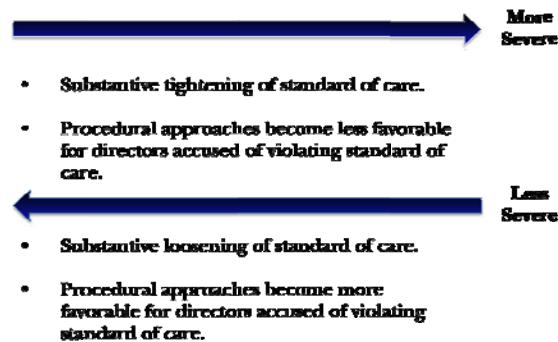 More
Severe
• Substantive tightening of standard of care.
• Procedural approaches become less favorable
for directors accused of violating standard of
care.
Less
Severe
• Substantive loosening of standard of care.
• Procedural approaches become more
favorable for directors accused of violating
standard of care.